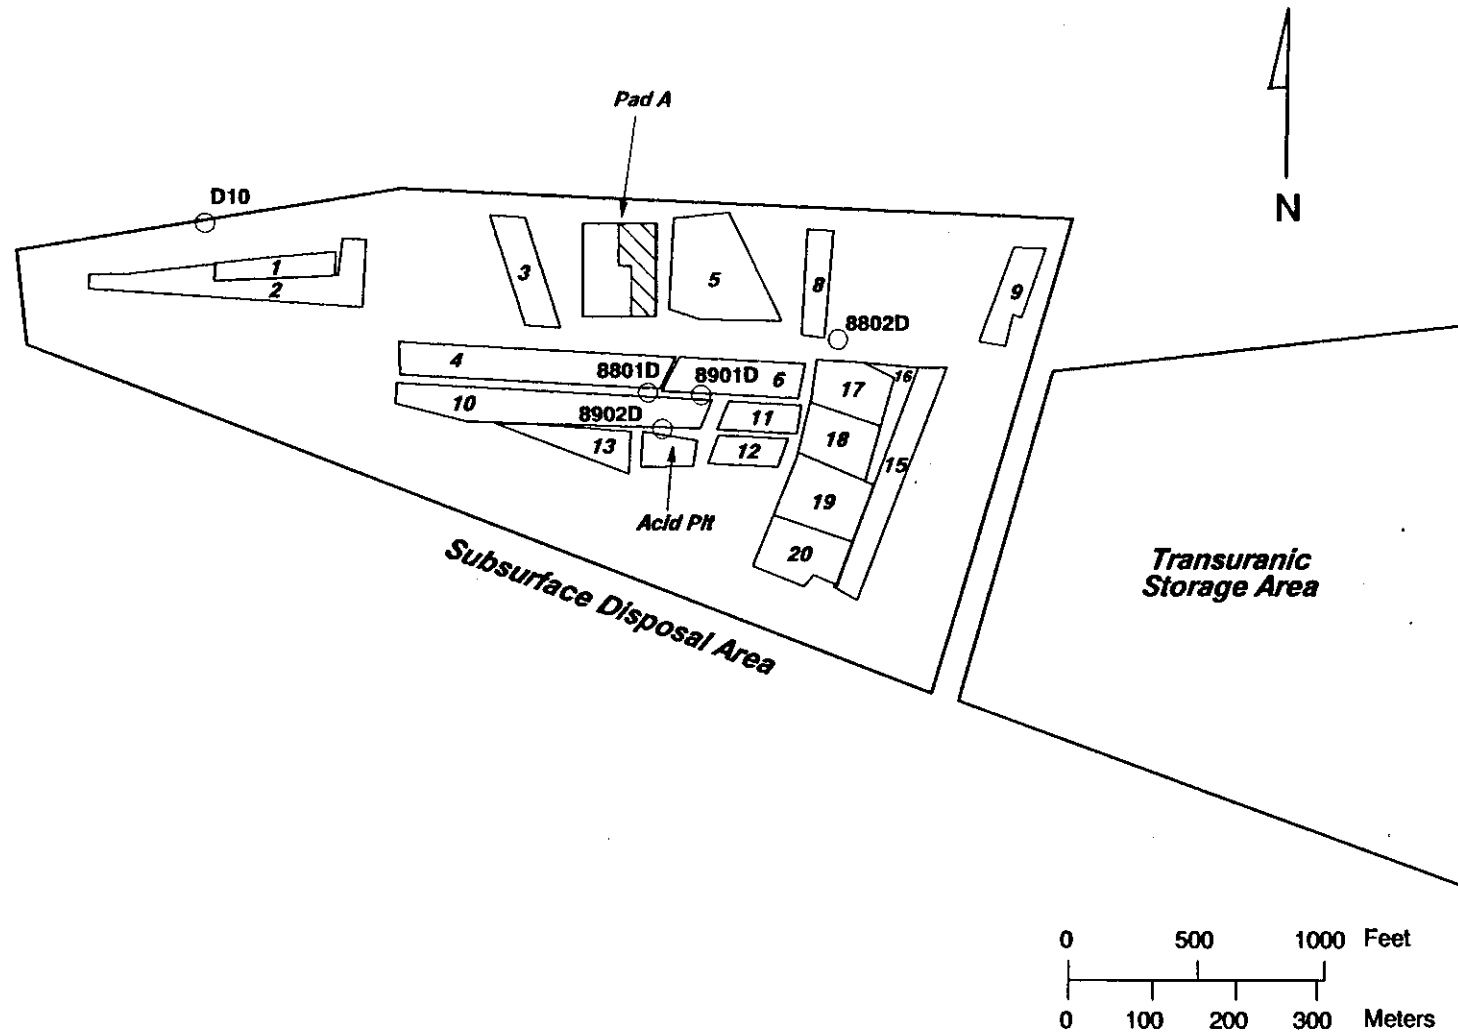 Pad A
D10
N
1
2
3
5
8
9
8802D
4
8801D
8901D
6
16
17
10
8902D
11
18
13
12
15
19
Acid Pit
20
Subsurface Disposal Area
Transuranic
Storage Area
0 500 1000 Feet
0 100 200 300 Meters